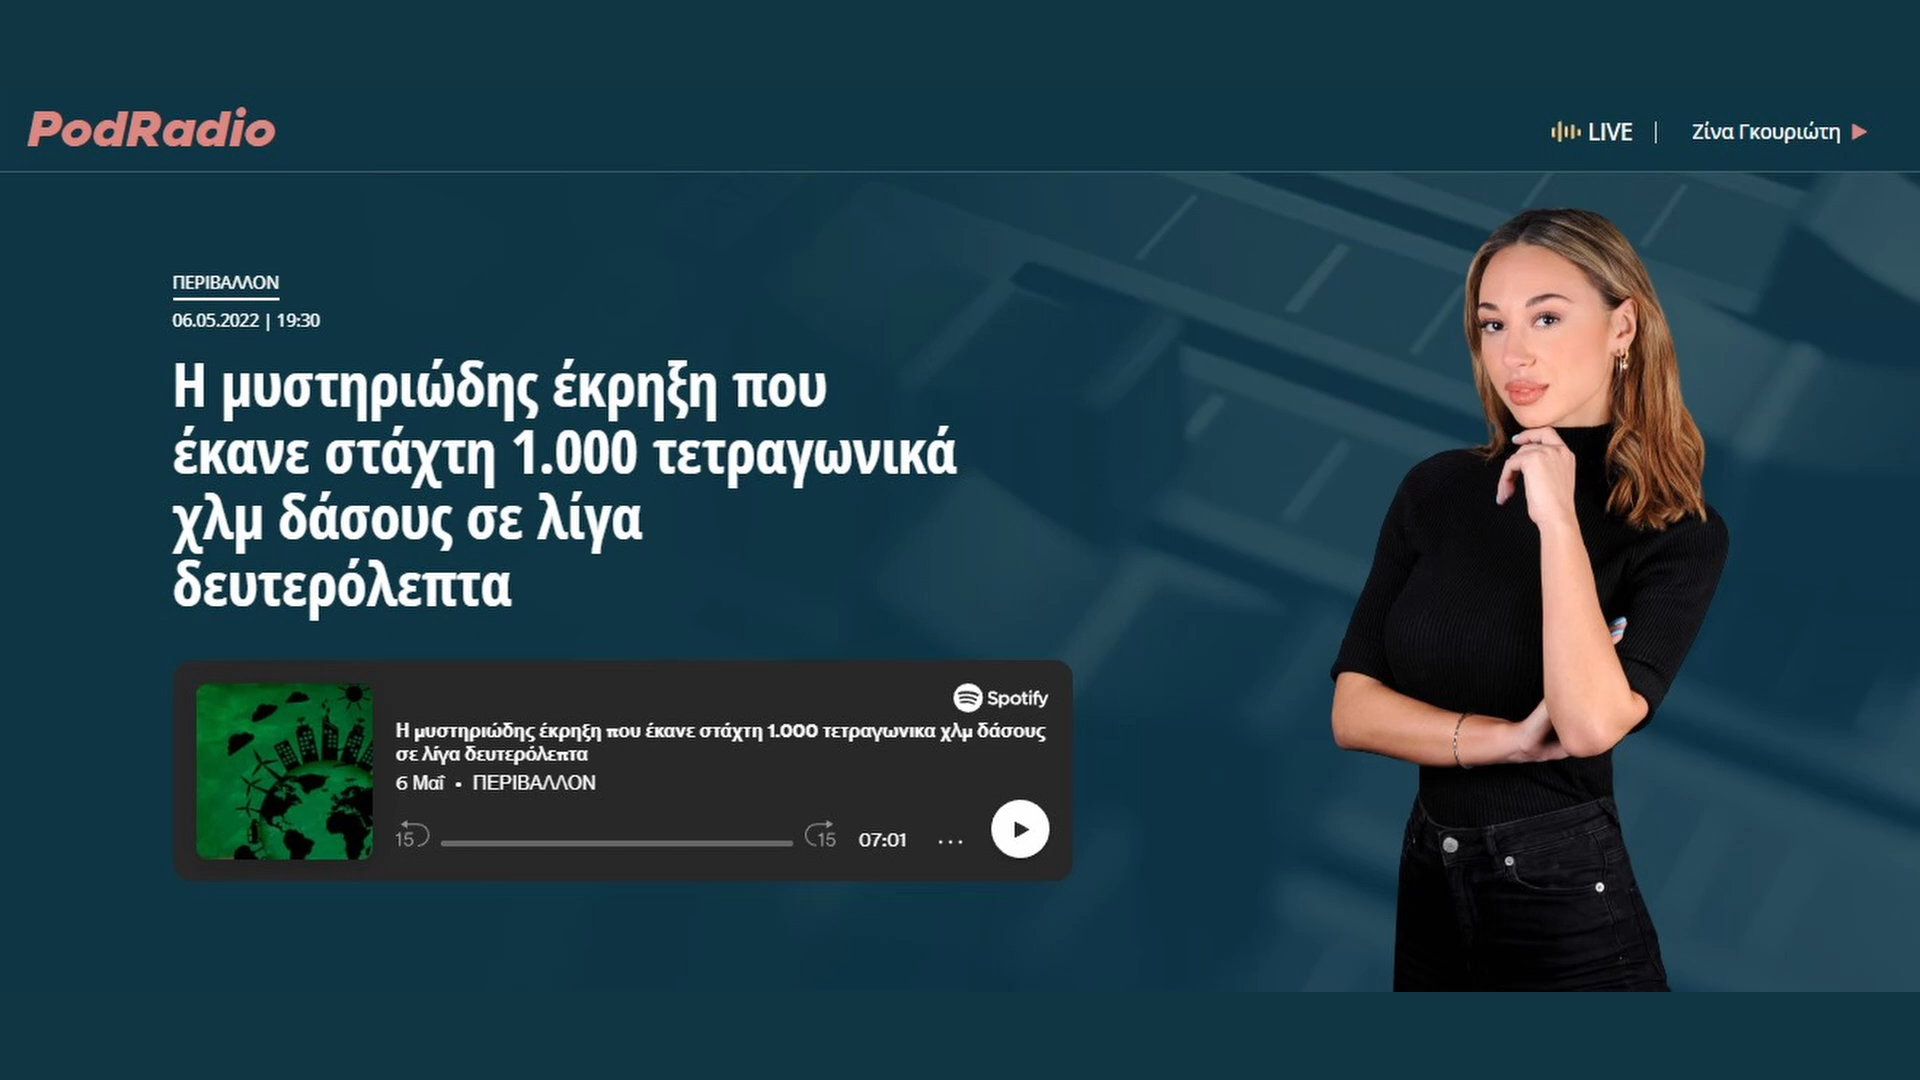 PodRadio
LIVE | Ζίνα Γκουριώτη
ΠΕΡΙΒΑΛΛΟΝ
06.05.2022 | 19:30
Η μυστηριώδης έκρηξη που
έκανε στάχτη 1.000 τετραγωνικά
χλμ δάσους σε λίγα
δευτερόλεπτα
Spotify
Η μυστηριώδης έκρηξη που έκανε στάχτη 1.000 τετραγωνικα χλμ δάσους
σε λίγα δευτερόλεπτα
6 Μαΐ • ΠΕΡΙΒΑΛΛΟΝ
15 15 07:01 ...